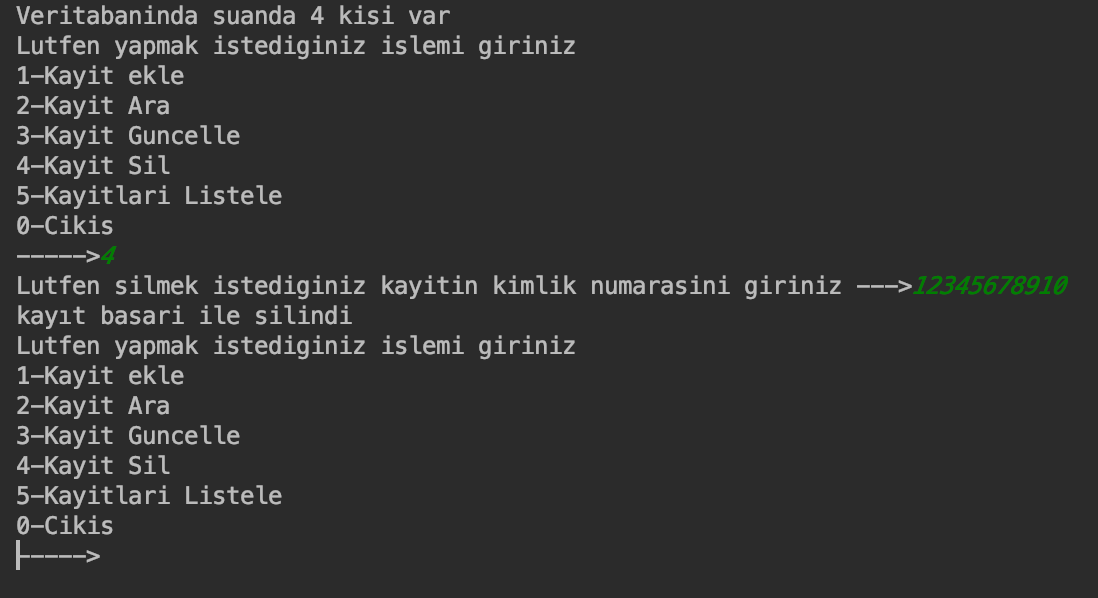 Veritabaninda suanda 4 kisi var
Lutfen yapmak istediginiz islemi giriniz
1-Kayit ekle
2-Kayit Ara
3-Kayit Guncelle
4-Kayit Sil
5-Kayitlari Listele
0-Cikis
----->4
Lutfen silmek istediginiz kayitin kimlik numarasini giriniz --->12345678910
kayıt basari ile silindi
Lutfen yapmak istediginiz islemi giriniz
1-Kayit ekle
2-Kayit Ara
3-Kayit Guncelle
4-Kayit Sil
5-Kayitlari Listele
0-Cikis
----->